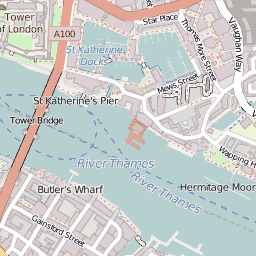 Star Place
Tower
of London
A100
St Katherine
Docks
Thomas More Street
Vaughan Way
Mews Street
St Katherine's Pier
Tower Bridge
Wapping H
River Thames
River Thames
Butler's Wharf
Hermitage Moor
Gainsford Street